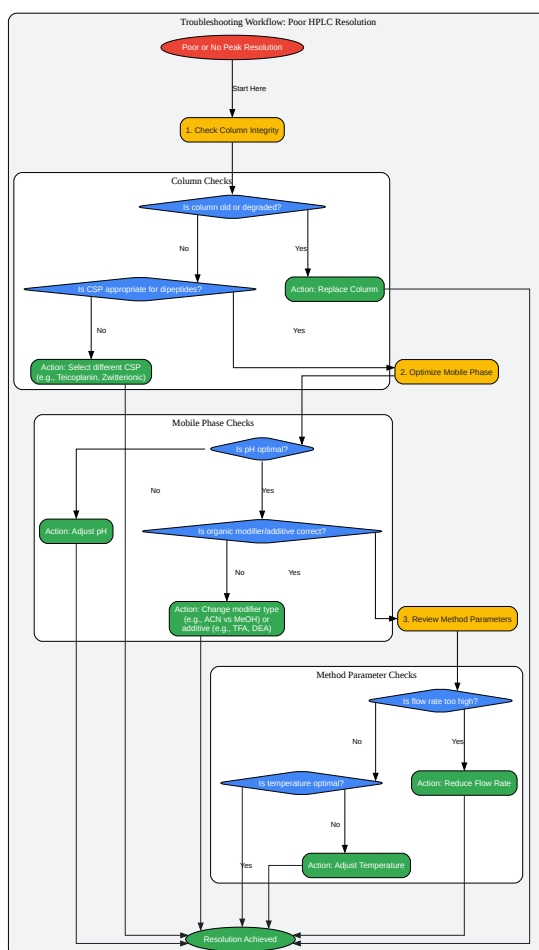 Troubleshooting Workflow: Poor HPLC Resolution
Poor or No Peak Resolution
Start Here
1. Check Column Integrity
Column Checks
Is column old or degraded?
No
Yes
Is CSP appropriate for dipeptides?
Action: Replace Column
No
Yes
Action: Select different CSP
(e.g., Teicoplanin, Zwitterionic)
2. Optimize Mobile Phase
Mobile Phase Checks
Is pH optimal?
No
Yes
Action: Adjust pH
Is organic modifier/additive correct?
No
Yes
Action: Change modifier type
(e.g., ACN vs MeOH) or
additive (e.g., TFA, DEA)
3. Review Method Parameters
Method Parameter Checks
Is flow rate too high?
No
Yes
Is temperature optimal?
Action: Reduce Flow Rate
No
Yes
Action: Adjust Temperature
Resolution Achieved